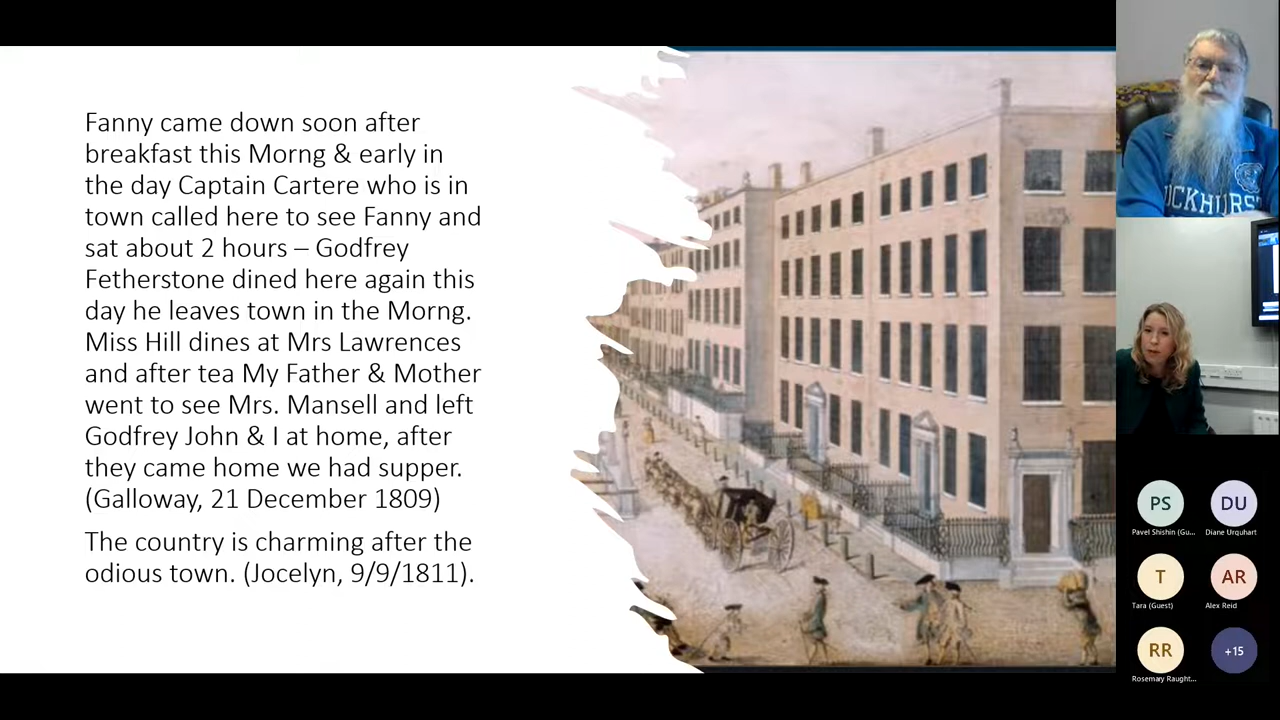 Fanny came down soon after
breakfast this Morng & early in
the day Captain Cartere who is in
town called here to see Fanny and
sat about 2 hours – Godfrey
Fetherstone dined here again this
day he leaves town in the Morng.
Miss Hill dines at Mrs Lawrences
and after tea My Father & Mother
went to see Mrs. Mansell and left
Godfrey John & I at home, after
they came home we had supper.
(Galloway, 21 December 1809)
The country is charming after the
odious town. (Jocelyn, 9/9/1811).
PS
DU
Pavel Shishin (Gu...
Diane Urquhart
T
AR
Tara (Guest)
Alex Reid
RR
+15
Rosemary Raught...